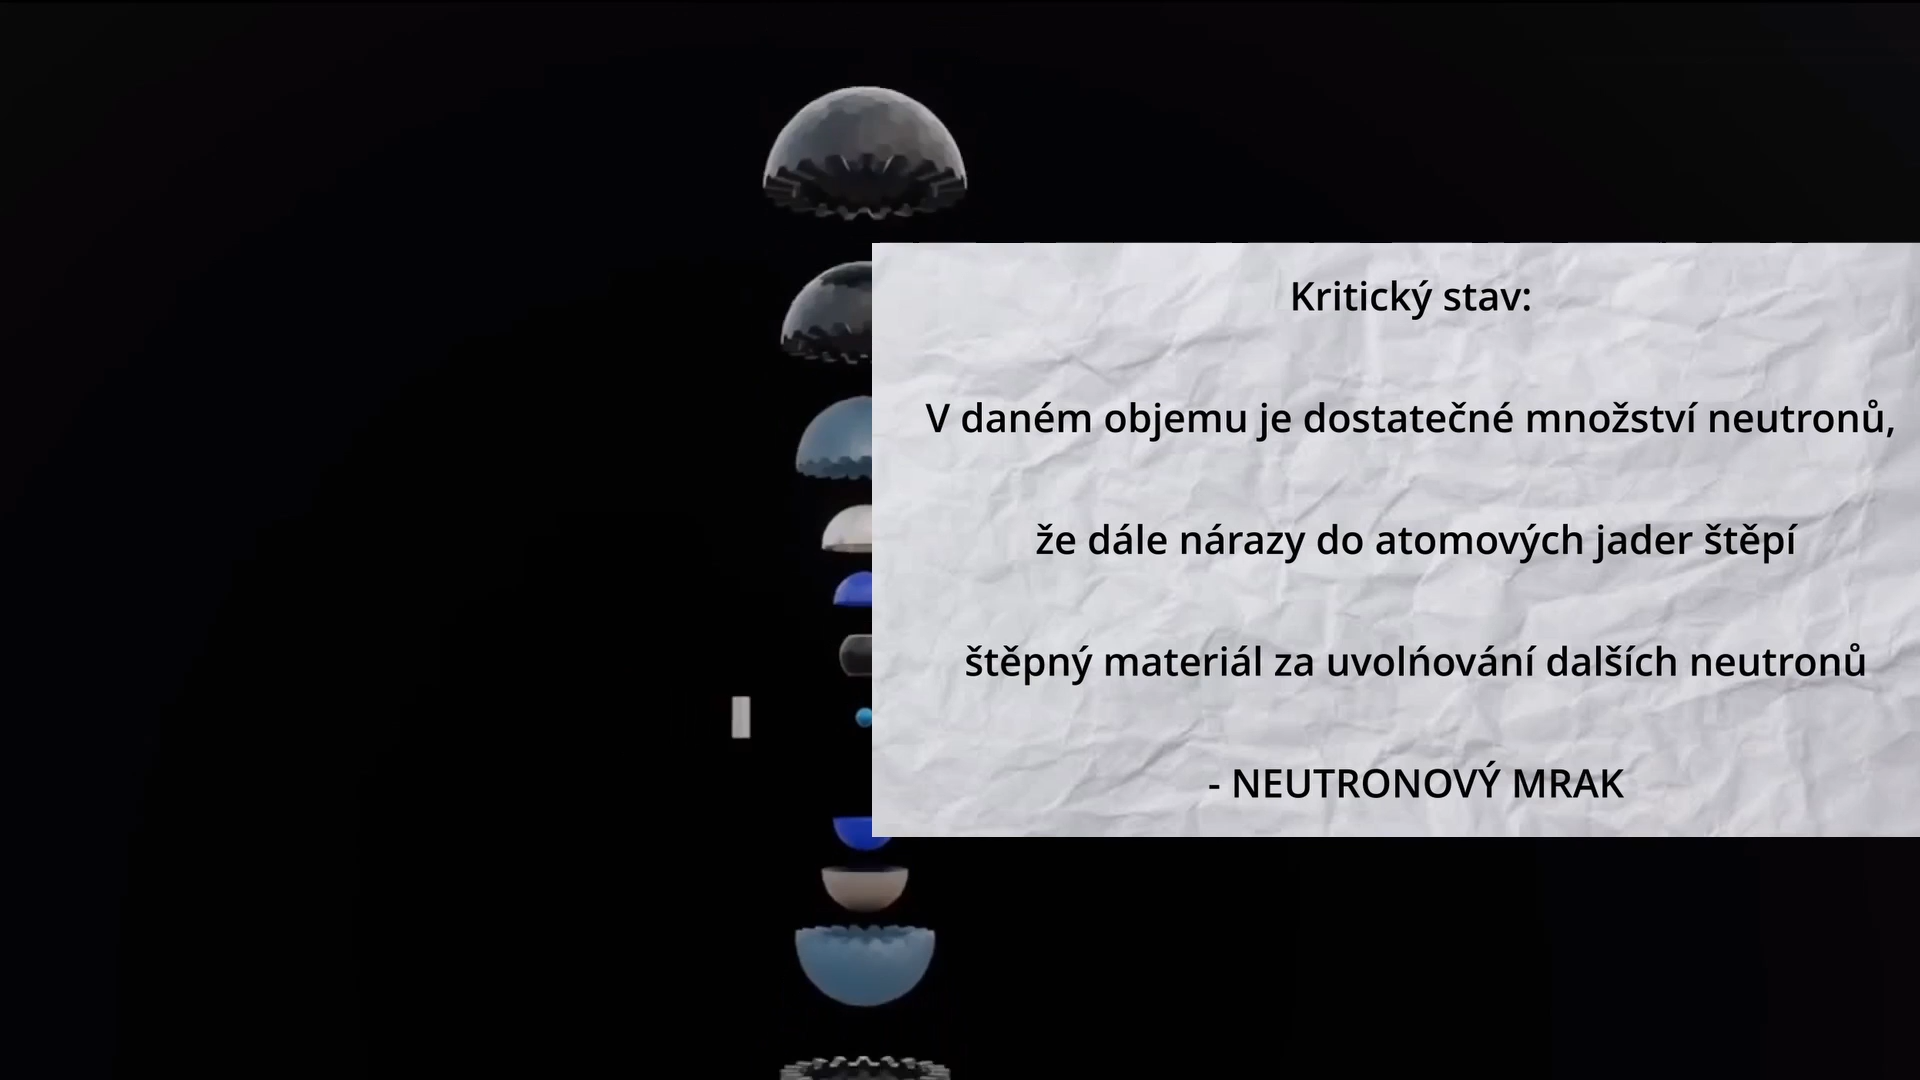 Kritický stav:
V daném objemu je dostatečné množství neutronů,
že dále nárazy do atomových jader štěpí
štěpný materiál za uvolńování dalších neutronů
- NEUTRONOVÝ MRAK